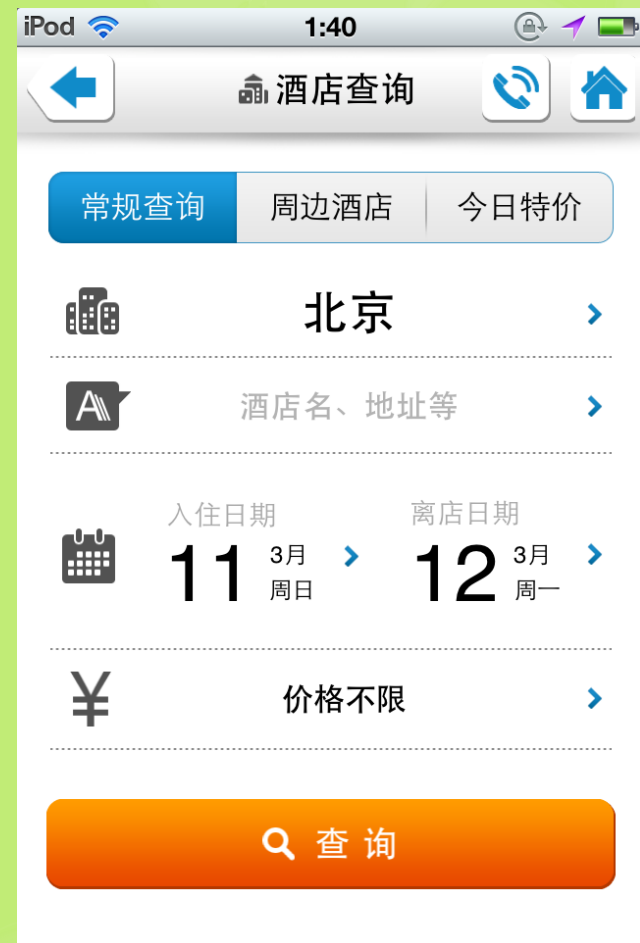 iPod 1:40
酒店查询
常规查询 周边酒店 今日特价
北京
酒店名、地址等
入住日期 离店日期
11 3月 周日 12 3月 周一
¥ 价格不限
查询